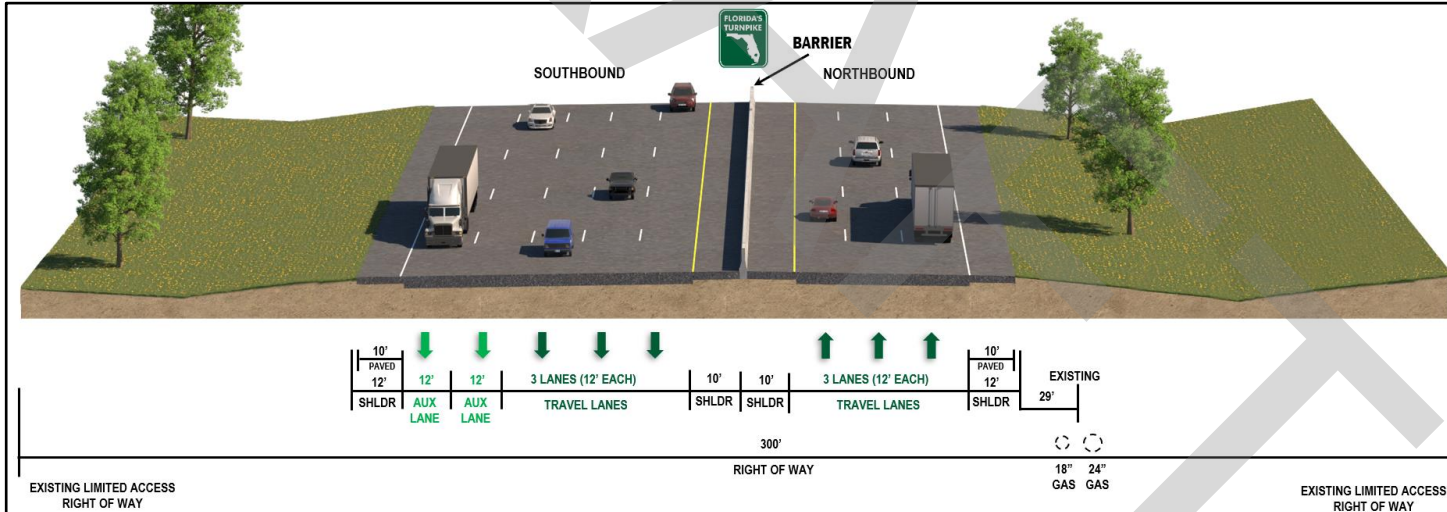 FLORIDA'S
TURNPIKE
BARRIER
SOUTHBOUND
NORTHBOUND
10'
PAVED
12'
SHLDR
12'
AUX
LANE
12'
AUX
LANE
3 LANES (12' EACH)
TRAVEL LANES
10'
SHLDR
10'
SHLDR
3 LANES (12' EACH)
TRAVEL LANES
10'
PAVED
12'
SHLDR
EXISTING
29'
300'
RIGHT OF WAY
18"
GAS
24"
GAS
EXISTING LIMITED ACCESS
RIGHT OF WAY
EXISTING LIMITED ACCESS
RIGHT OF WAY